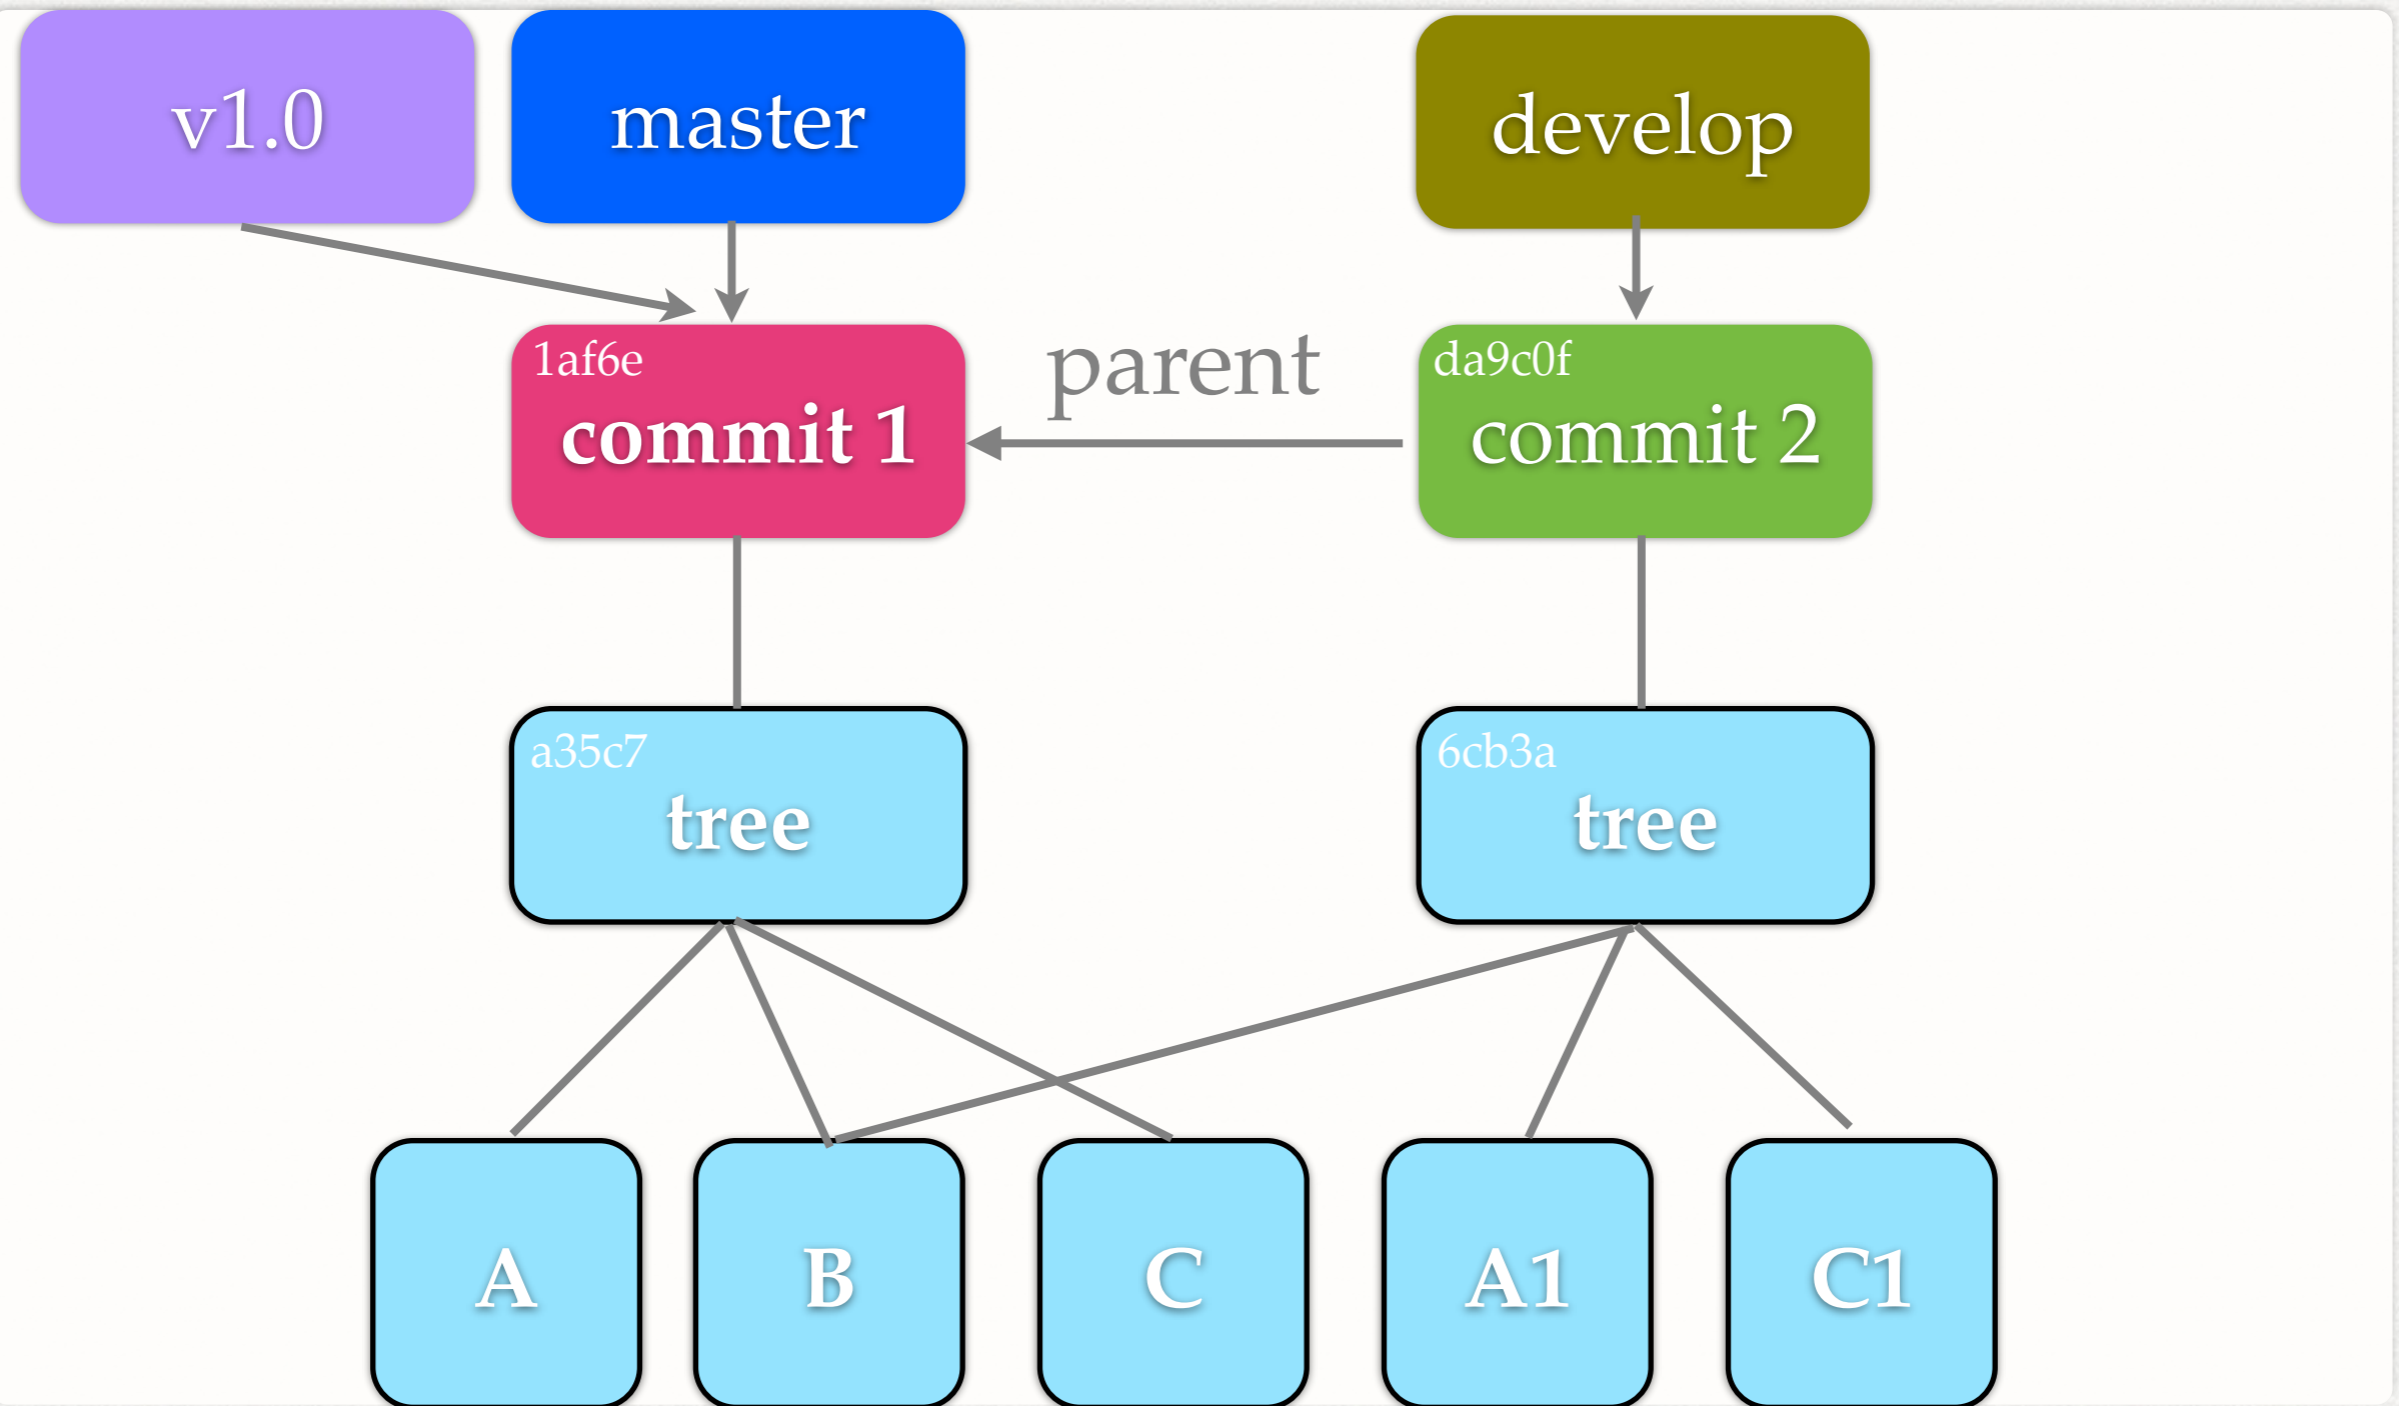 v1.0
master
develop
1af6e
commit 1
parent
da9c0f
commit 2
a35c7
tree
6cb3a
tree
A
B
C
A1
C1